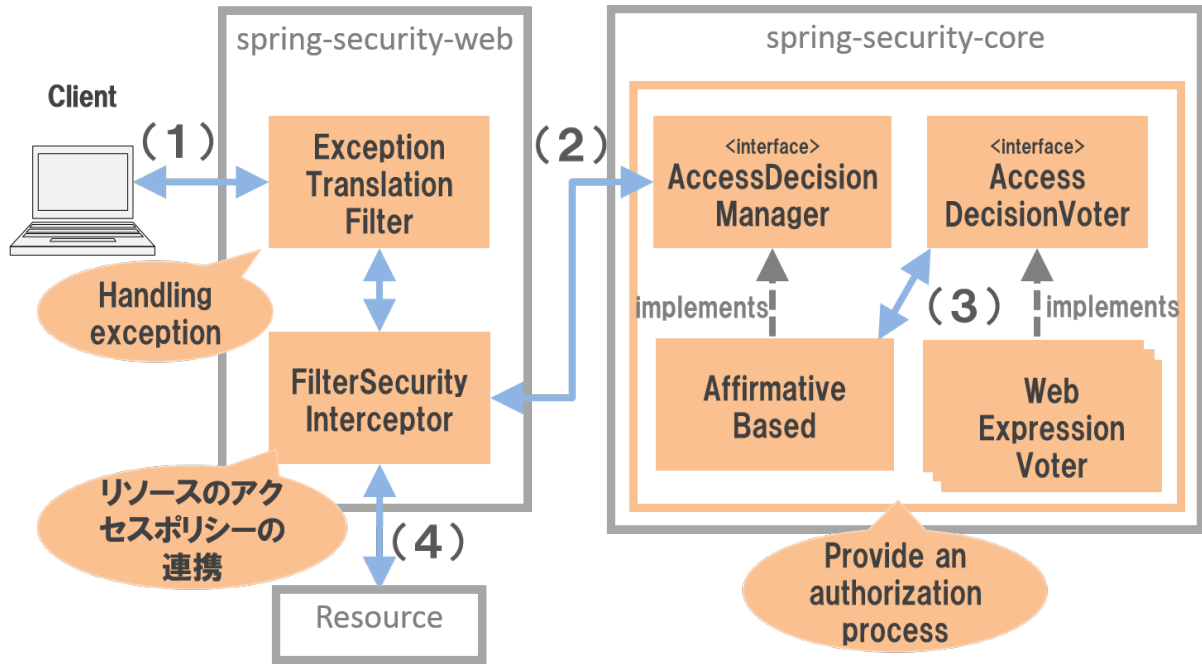 spring-security-web
spring-security-core
Client
(1)
(2)
Exception
Translation
Filter
<interface>
AccessDecision
Manager
<interface>
Access
DecisionVoter
Handling
exception
implements
(3)
implements
FilterSecurity
Interceptor
Affirmative
Based
Web
Expression
Voter
リソースのアク
セスポリシーの
連携
(4)
Resource
Provide an
authorization
process